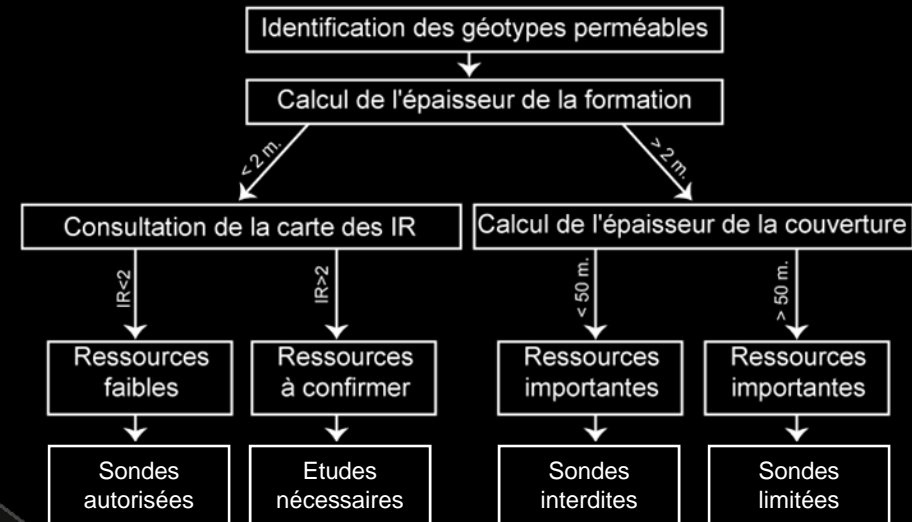 Identification des géotypes perméables
Calcul de l'épaisseur de la formation
< 2 m.
> 2 m.
Consultation de la carte des IR
Calcul de l'épaisseur de la couverture
IR<2
IR>2
< 50 m.
> 50 m.
Ressources
faibles
Ressources
à confirmer
Ressources
importantes
Ressources
importantes
Sondes
autorisées
Etudes
nécessaires
Sondes
interdites
Sondes
limitées